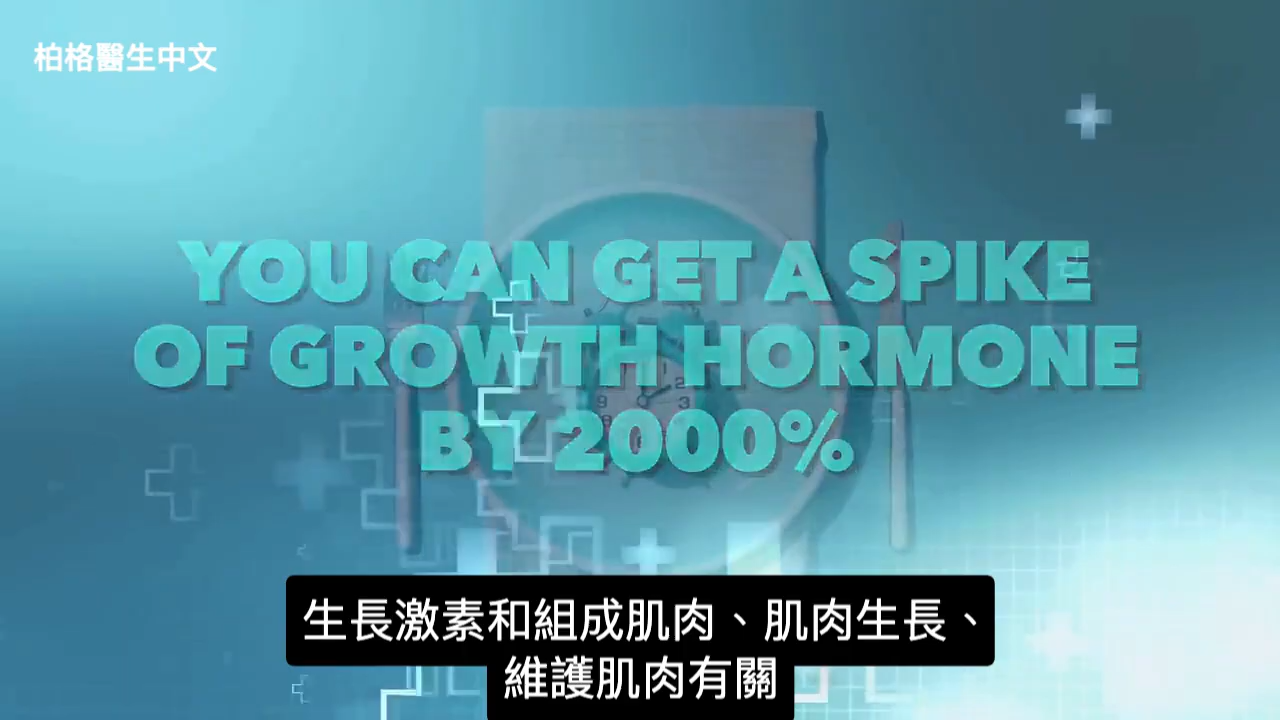 柏格醫生中文
YOU CAN GET A SPIKE
OF GROWTH HORMONE
BY 2000%
生長激素和組成肌肉、肌肉生長、
維護肌肉有關